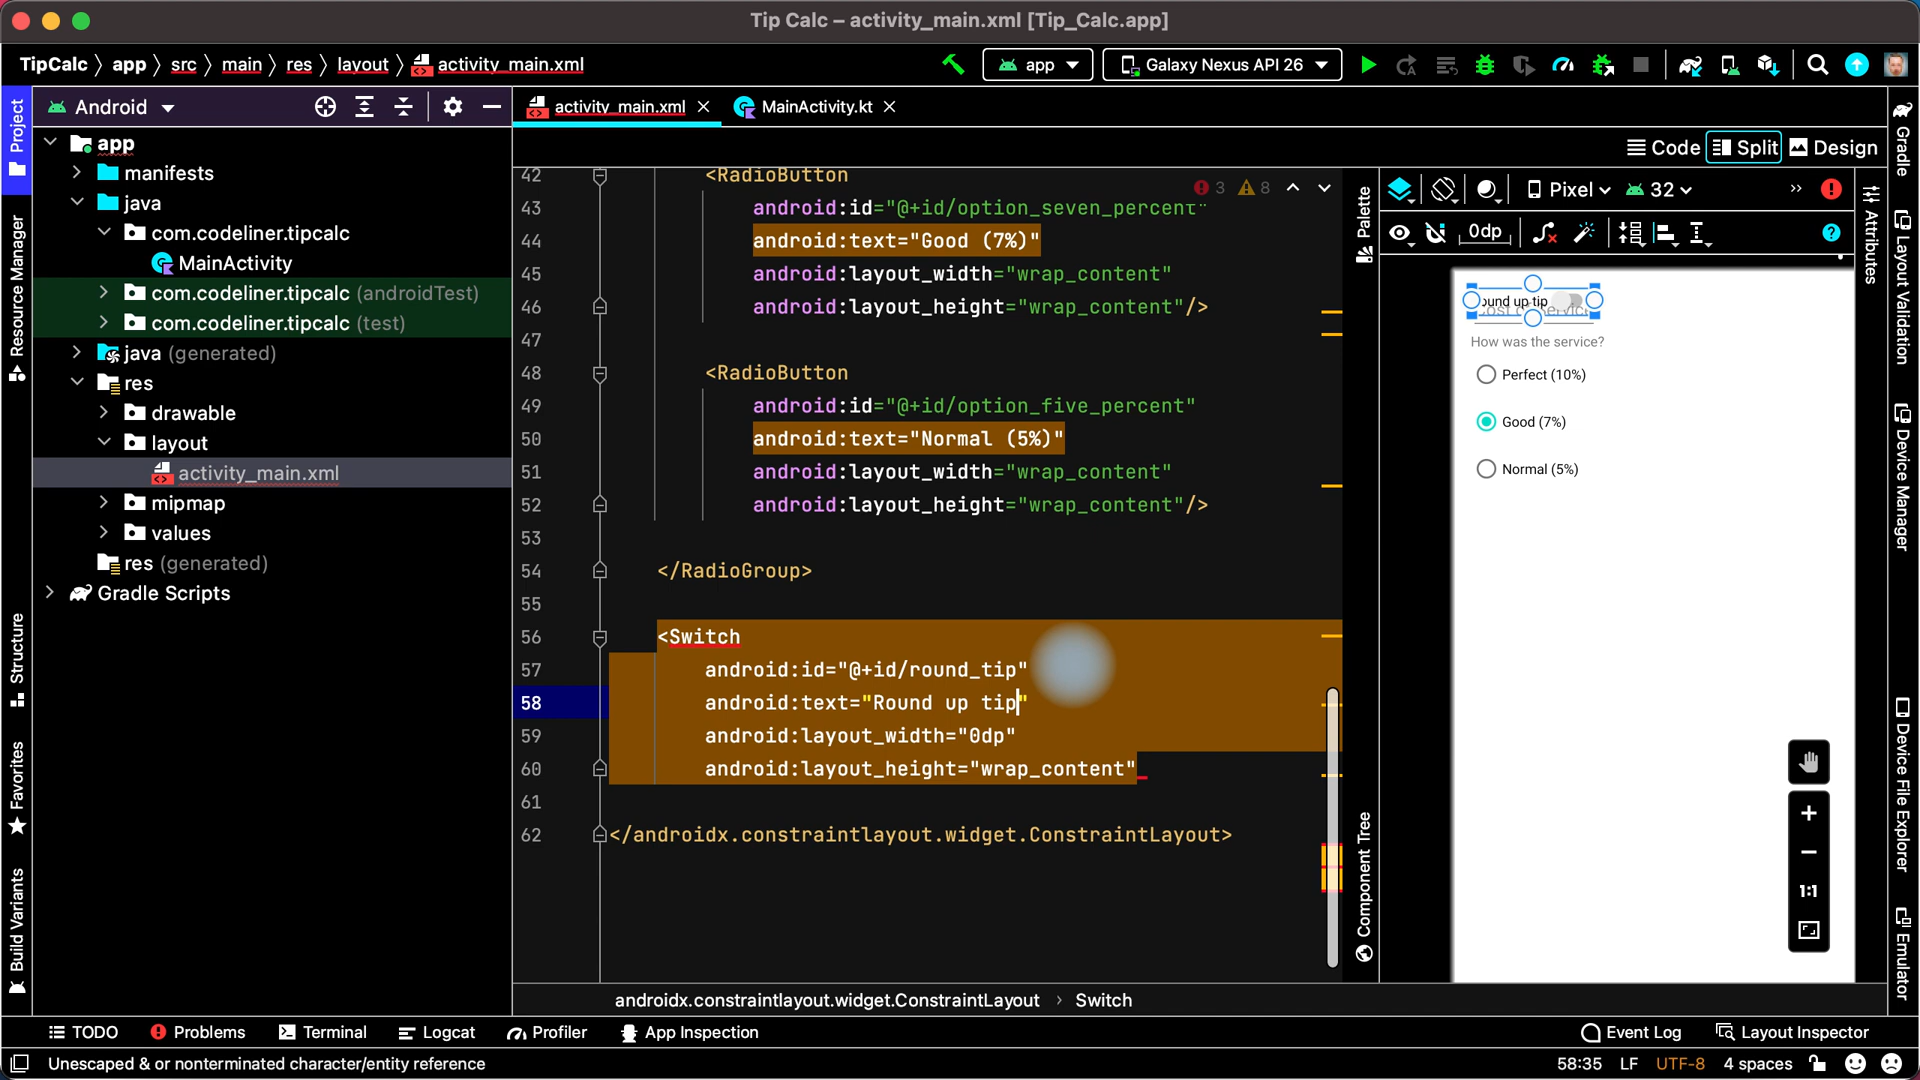 Tip Calc – activity_main.xml [Tip_Calc.app]
TipCalc 〉 app 〉 src 〉 main 〉 res 〉 layout 〉 activity_main.xml
app
Galaxy Nexus API 26
Project
Resource Manager
Structure
Favorites
Build Variants
Android
app
manifests
java
com.codeliner.tipcalc
MainActivity
com.codeliner.tipcalc (androidTest)
com.codeliner.tipcalc (test)
java (generated)
res
drawable
layout
activity_main.xml
mipmap
values
res (generated)
Gradle Scripts
activity_main.xml
MainActivity.kt
Code
Split
Design
3
8
42 <RadioButton
43 android:id="@+id/option_seven_percent"
44 android:text="Good (7%)"
45 android:layout_width="wrap_content"
46 android:layout_height="wrap_content"/>
47
48 <RadioButton
49 android:id="@+id/option_five_percent"
50 android:text="Normal (5%)"
51 android:layout_width="wrap_content"
52 android:layout_height="wrap_content"/>
53
54 </RadioGroup>
55
56 <Switch
57 android:id="@+id/round_tip"
58 android:text="Round up tip"
59 android:layout_width="0dp"
60 android:layout_height="wrap_content"
61
62 </androidx.constraintlayout.widget.ConstraintLayout>
androidx.constraintlayout.widget.ConstraintLayout › Switch
Palette
Component Tree
Pixel
32
0dp
ound up tip
Cost of Service
How was the service?
Perfect (10%)
Good (7%)
Normal (5%)
1:1
Attributes
Gradle
Layout Validation
Device Manager
Device File Explorer
Emulator
TODO
Problems
Terminal
Logcat
Profiler
App Inspection
Event Log
Layout Inspector
Unescaped & or nonterminated character/entity reference
58:35
LF
UTF-8
4 spaces